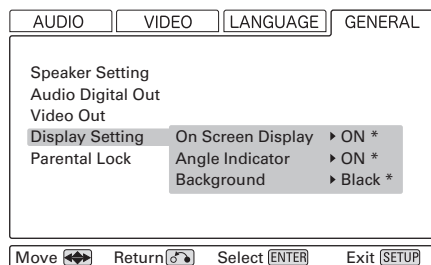 AUDIO VIDEO LANGUAGE GENERAL
Speaker Setting
Audio Digital Out
Video Out
Display Setting On Screen Display ON *
Parental Lock Angle Indicator ON *
Background Black *
Move Return Select ENTER Exit SETUP